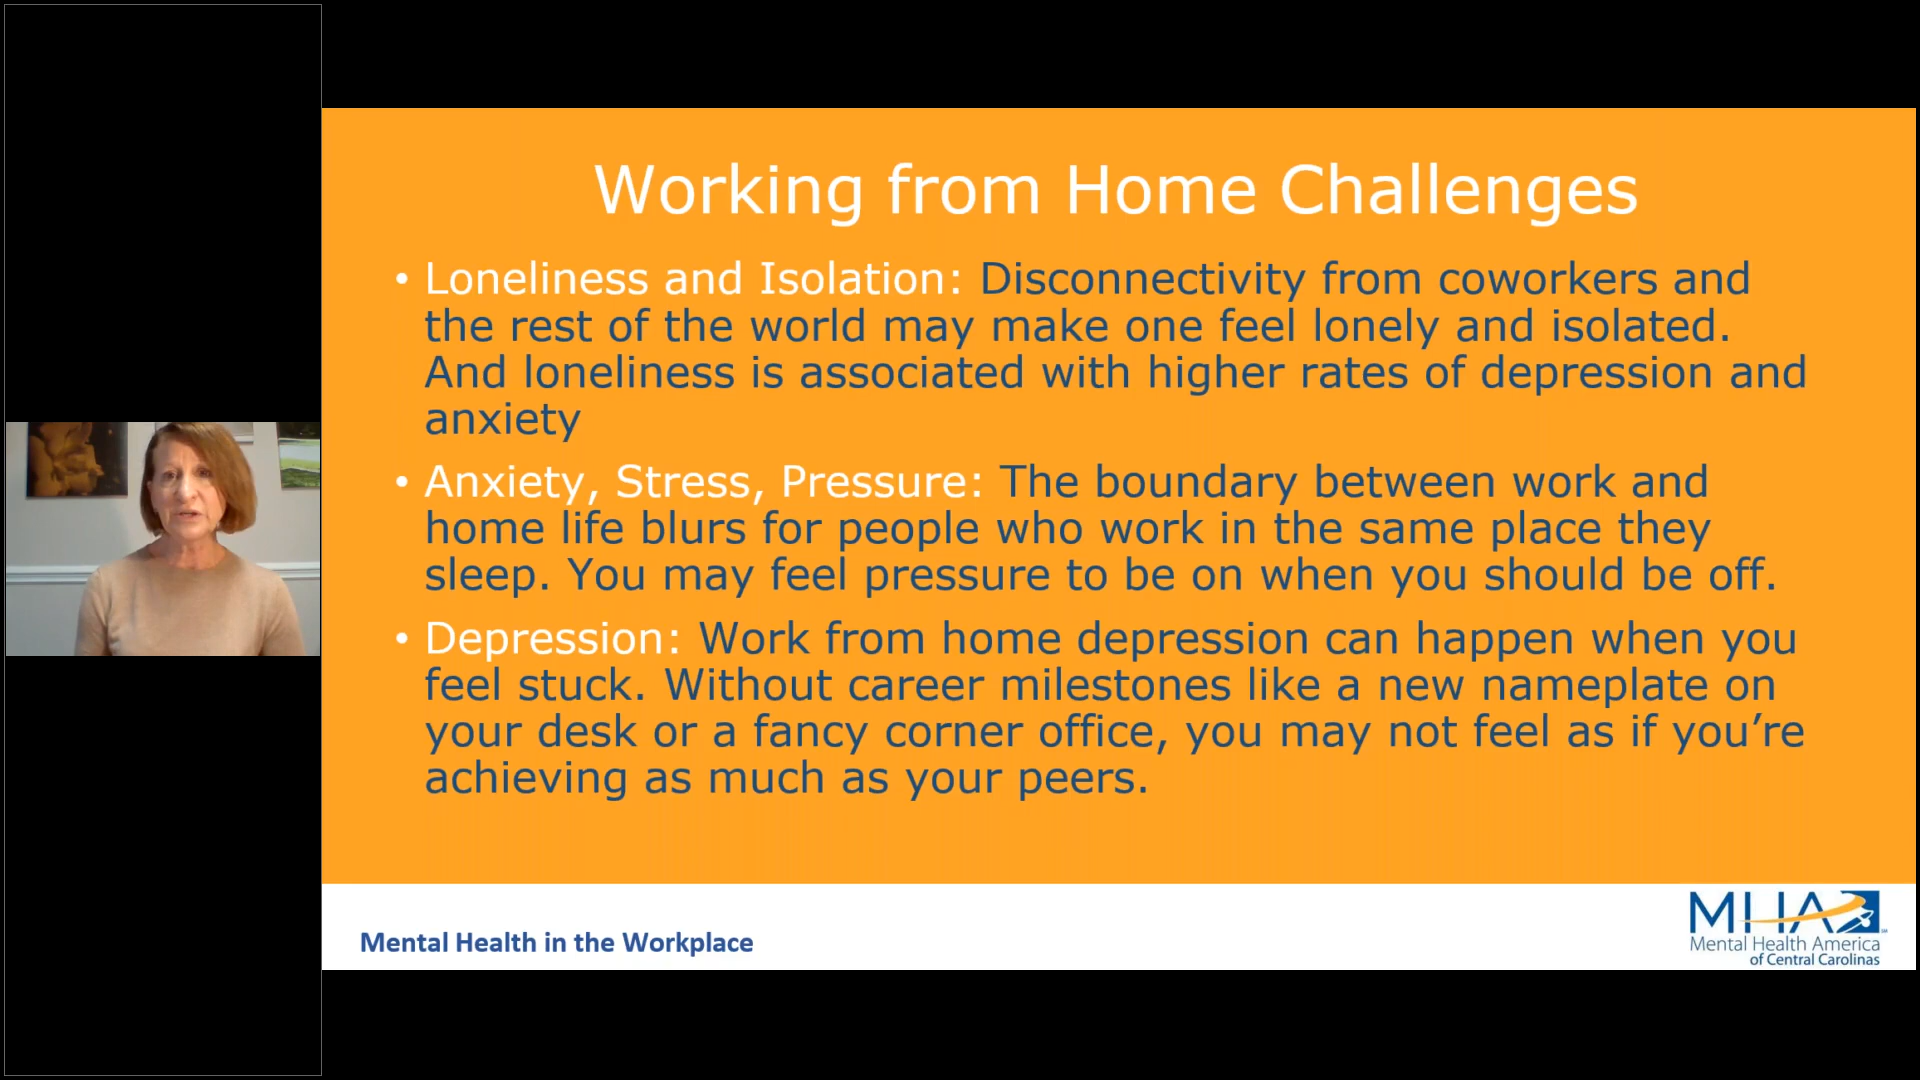 Working from Home Challenges
• Loneliness and Isolation: Disconnectivity from coworkers and
the rest of the world may make one feel lonely and isolated.
And loneliness is associated with higher rates of depression and
anxiety
• Anxiety, Stress, Pressure: The boundary between work and
home life blurs for people who work in the same place they
sleep. You may feel pressure to be on when you should be off.
• Depression: Work from home depression can happen when you
feel stuck. Without career milestones like a new nameplate on
your desk or a fancy corner office, you may not feel as if you’re
achieving as much as your peers.
Mental Health in the Workplace
MHA
Mental Health America
of Central Carolinas